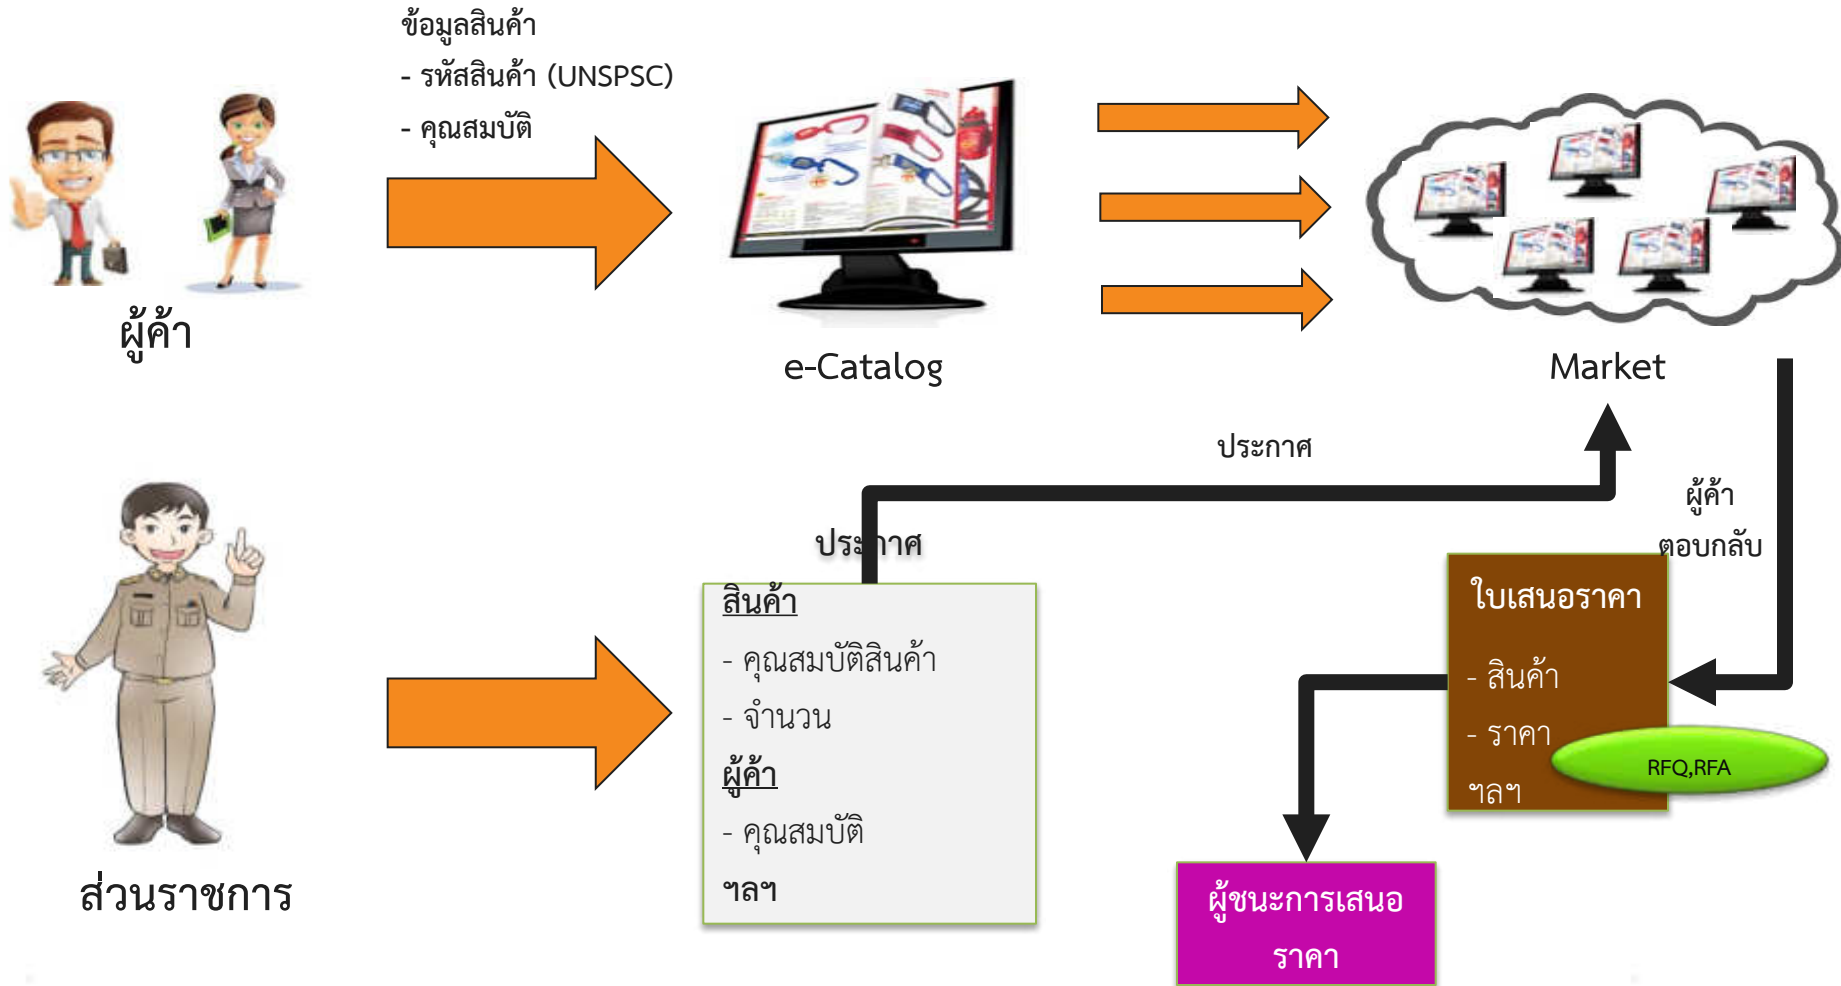 ข้อมูลสินค้า
- รหัสสินค้า (UNSPSC)
- คุณสมบัติ
ผู้ค้า
e-Catalog
Market
ประกาศ
ผู้ค้า
ตอบกลับ
ประกาศ
สินค้า
- คุณสมบัติสินค้า
- จำนวน
ผู้ค้า
- คุณสมบัติ
ฯลฯ
ใบเสนอราคา
- สินค้า
- ราคา
ฯลฯ
RFQ,RFA
ส่วนราชการ
ผู้ชนะการเสนอ
ราคา